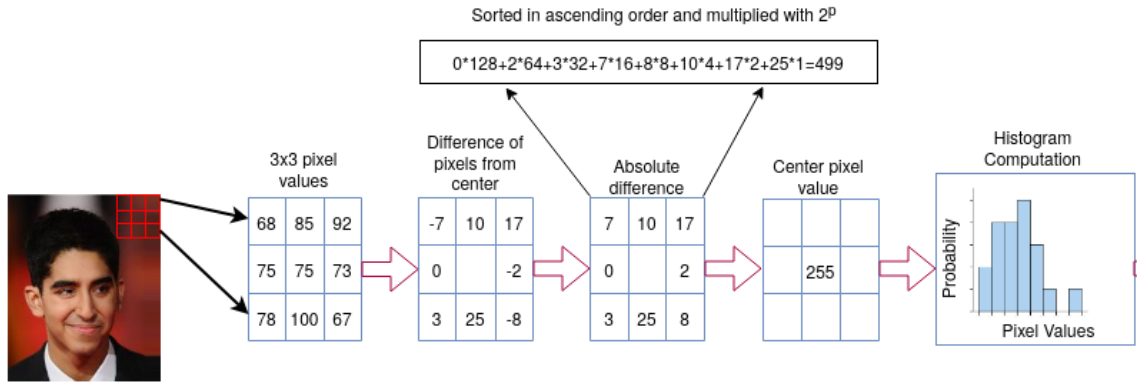 Sorted in ascending order and multiplied with 2ᵖ
0*128+2*64+3*32+7*16+8*8+10*4+17*2+25*1=499
3x3 pixel
values
68 85 92
75 75 73
78 100 67
Difference of
pixels from
center
-7 10 17
0 -2
3 25 -8
Absolute
difference
7 10 17
0 2
3 25 8
Center pixel
value
255
Histogram
Computation
Probability
Pixel Values